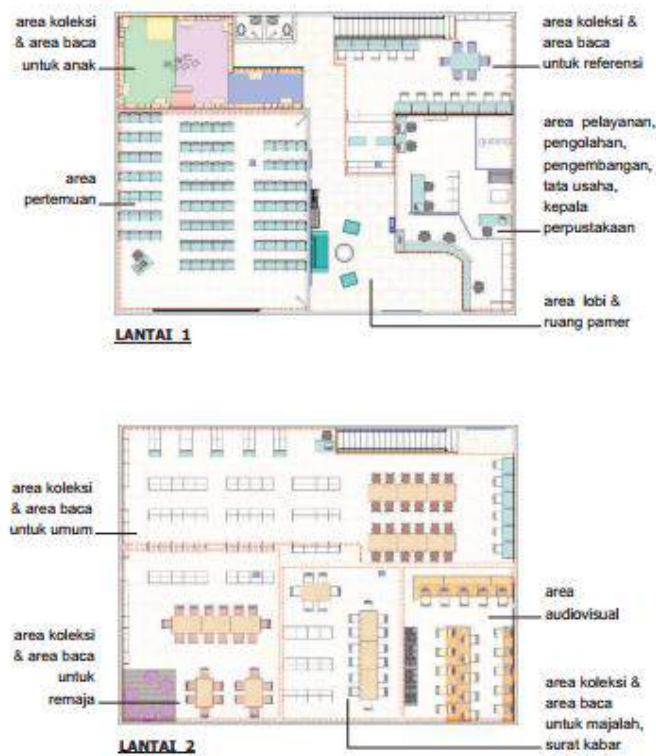 area koleksi
& area baca
untuk anak
area
pertemuan
area koleksi &
area baca
untuk referensi
area pelayanan,
pengolahan,
pengembangan,
tata usaha,
kepala
perpustakaan
area lobi &
ruang pamer
LANTAI 1
area koleksi
& area baca
untuk umum
area koleksi
& area baca
untuk
remaja
area
audiovisual
area koleksi &
area baca
untuk majalah,
surat kabar
LANTAI 2